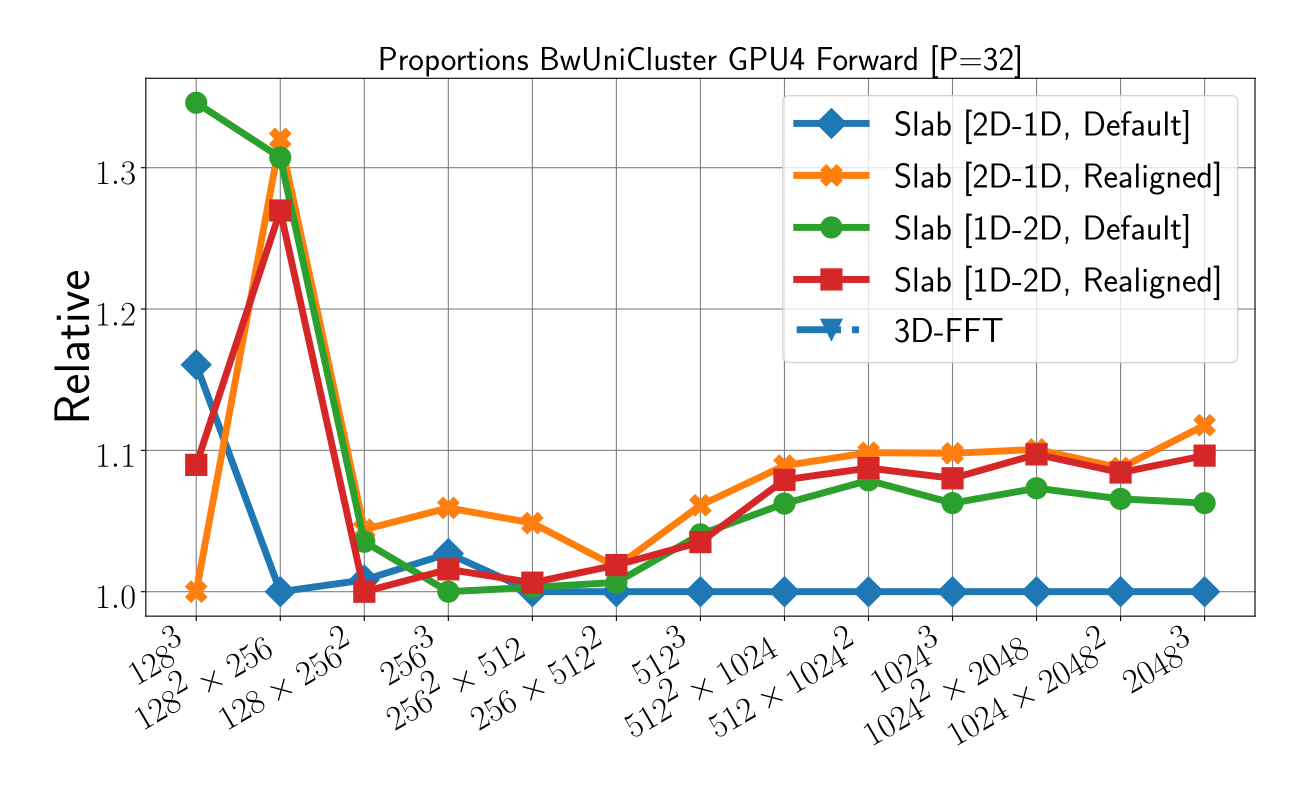 Proportions BwUniCluster GPU4 Forward [P=32]
Slab [2D-1D, Default]
Slab [2D-1D, Realigned]
Slab [1D-2D, Default]
Slab [1D-2D, Realigned]
3D-FFT
Relative
1.3
1.2
1.1
1.0
128³
128² × 256
128 × 256²
256³
256² × 512
256 × 512²
512³
512² × 1024
512 × 1024²
1024³
1024² × 2048
1024 × 2048²
2048³